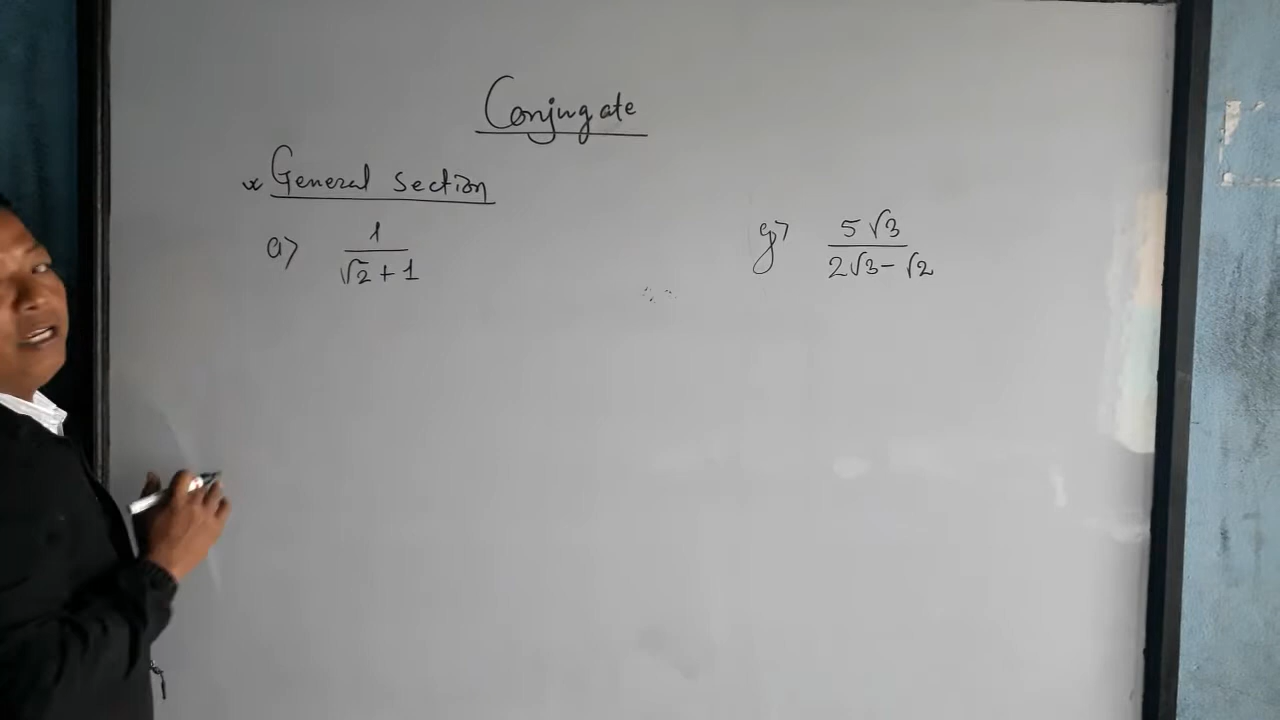 Conjugate
* General section
a> 1/(√2+1)
g> 5√3/(2√3-√2)